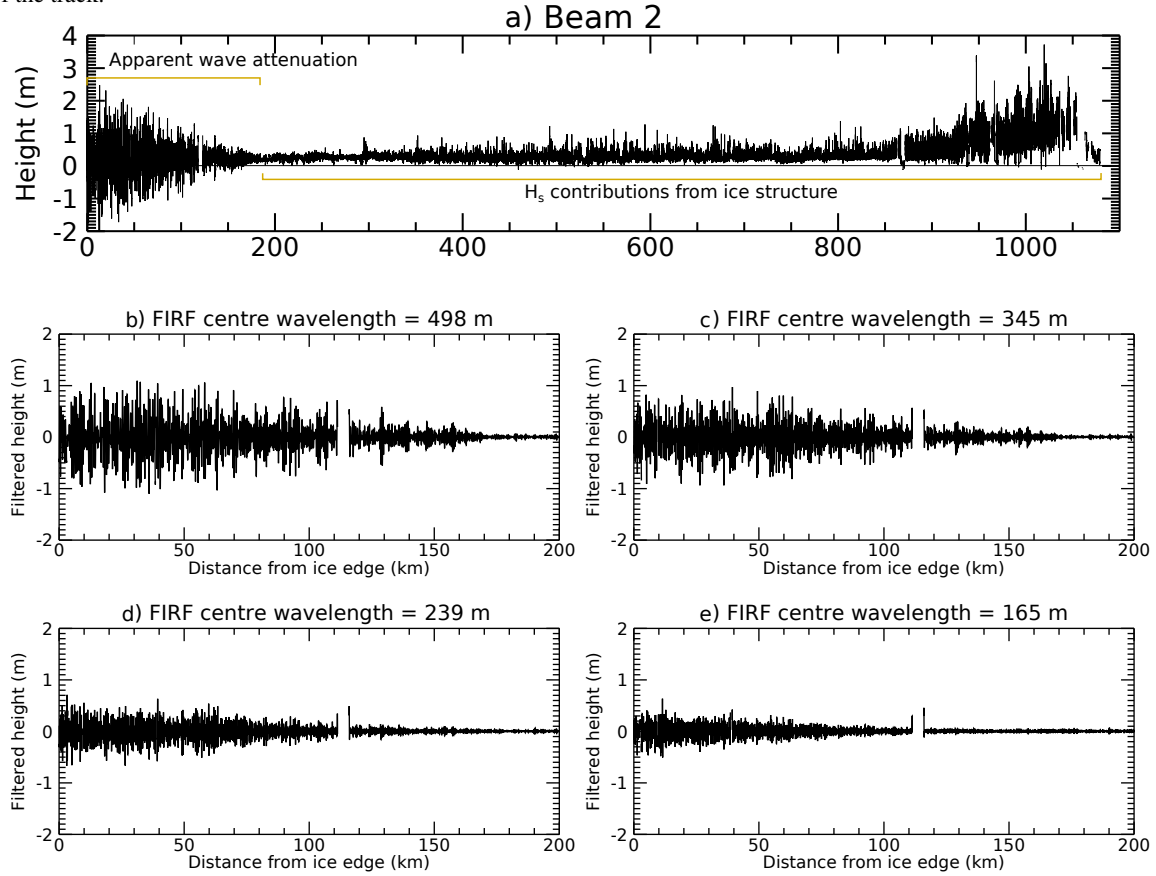 the track.
a) Beam 2
Apparent wave attenuation
Height (m)
4
3
2
1
0
-1
-2
Hs contributions from ice structure
0 200 400 600 800 1000
b) FIRF centre wavelength = 498 m
Filtered height (m)
2
1
0
-1
-2
0 50 100 150 200
Distance from ice edge (km)
c) FIRF centre wavelength = 345 m
Filtered height (m)
2
1
0
-1
-2
0 50 100 150 200
Distance from ice edge (km)
d) FIRF centre wavelength = 239 m
Filtered height (m)
2
1
0
-1
-2
0 50 100 150 200
Distance from ice edge (km)
e) FIRF centre wavelength = 165 m
Filtered height (m)
2
1
0
-1
-2
0 50 100 150 200
Distance from ice edge (km)